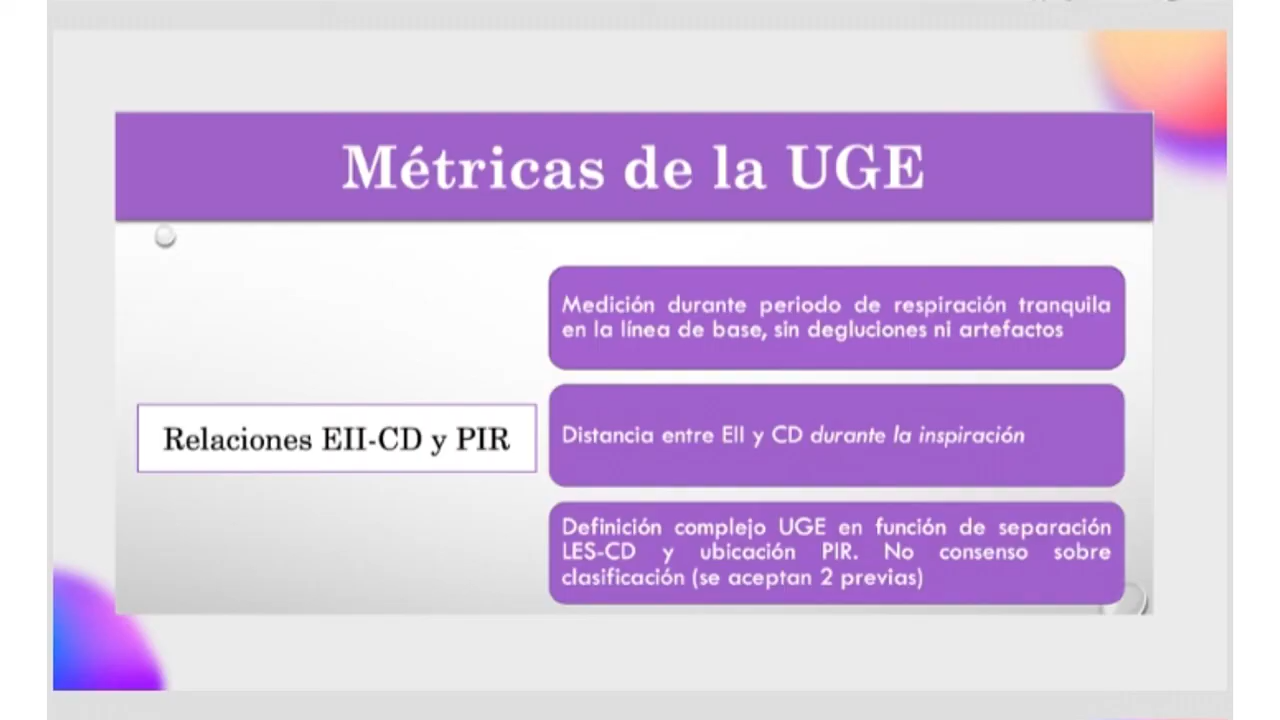 Métricas de la UGE
Relaciones EII-CD y PIR
Medición durante periodo de respiración tranquila
en la línea de base, sin degluciones ni artefactos
Distancia entre EII y CD durante la inspiración
Definición complejo UGE en función de separación
LES-CD y ubicación PIR. No consenso sobre
clasificación (se aceptan 2 previas)